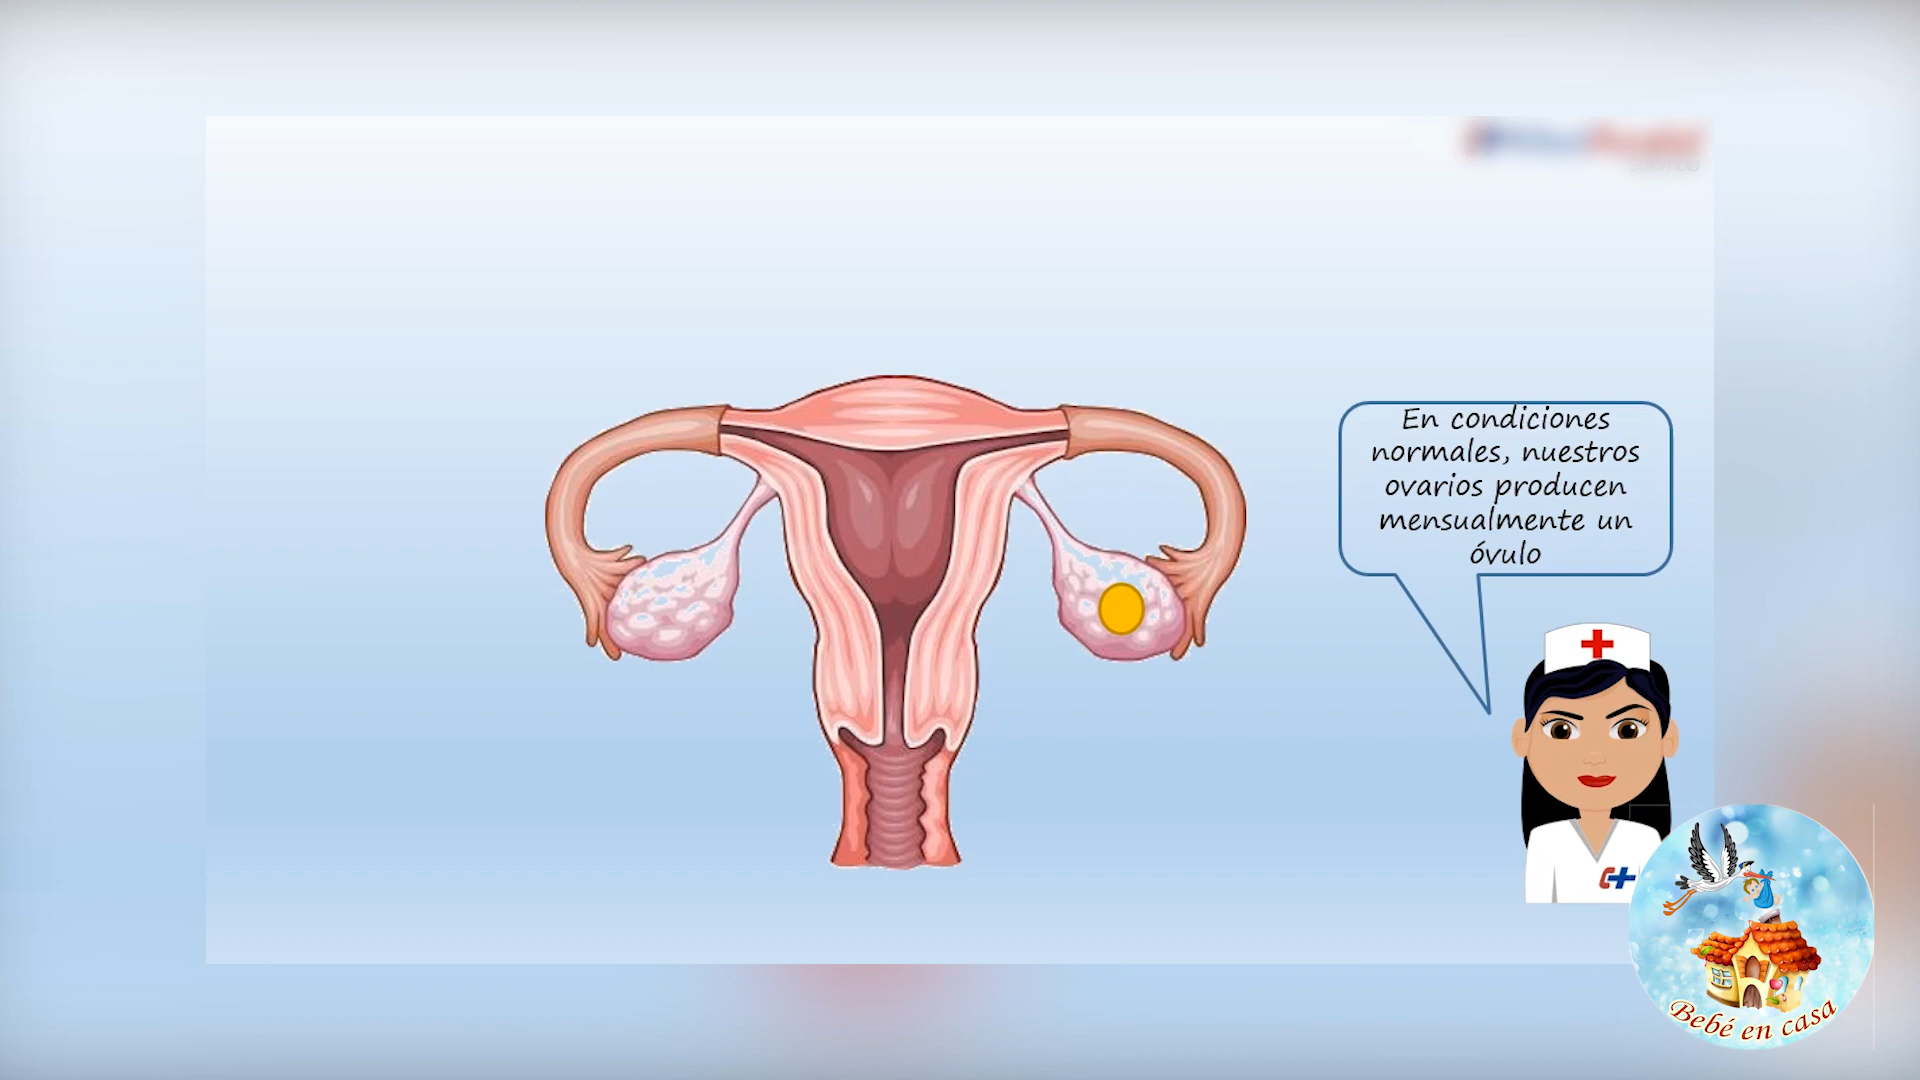 En condiciones
normales, nuestros
ovarios producen
mensualmente un
óvulo
Bebé en casa